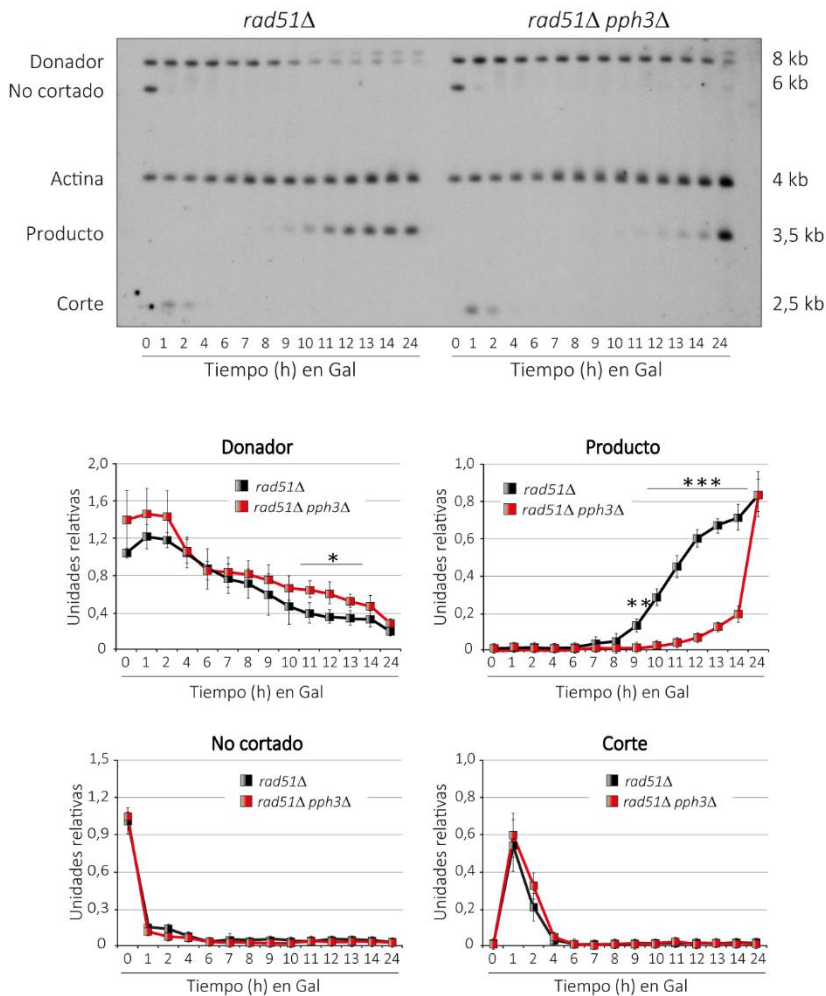 rad51Δ rad51Δ pph3Δ
Donador 8 kb
No cortado 6 kb
Actina 4 kb
Producto 3,5 kb
Corte 2,5 kb
0 1 2 4 6 7 8 9 10 11 12 13 14 24 0 1 2 4 6 7 8 9 10 11 12 13 14 24
Tiempo (h) en Gal Tiempo (h) en Gal
Donador
Unidades relativas
2,0
1,6
1,2
0,8
0,4
0
rad51Δ
rad51Δ pph3Δ
*
0 1 2 4 6 7 8 9 10 11 12 13 14 24
Tiempo (h) en Gal
Producto
Unidades relativas
1,0
0,8
0,6
0,4
0,2
0
rad51Δ
rad51Δ pph3Δ
***
**
0 1 2 4 6 7 8 9 10 11 12 13 14 24
Tiempo (h) en Gal
No cortado
Unidades relativas
1,5
1,2
0,9
0,6
0,3
0
rad51Δ
rad51Δ pph3Δ
0 1 2 4 6 7 8 9 10 11 12 13 14 24
Tiempo (h) en Gal
Corte
Unidades relativas
1,0
0,8
0,6
0,4
0,2
0
rad51Δ
rad51Δ pph3Δ
0 1 2 4 6 7 8 9 10 11 12 13 14 24
Tiempo (h) en Gal